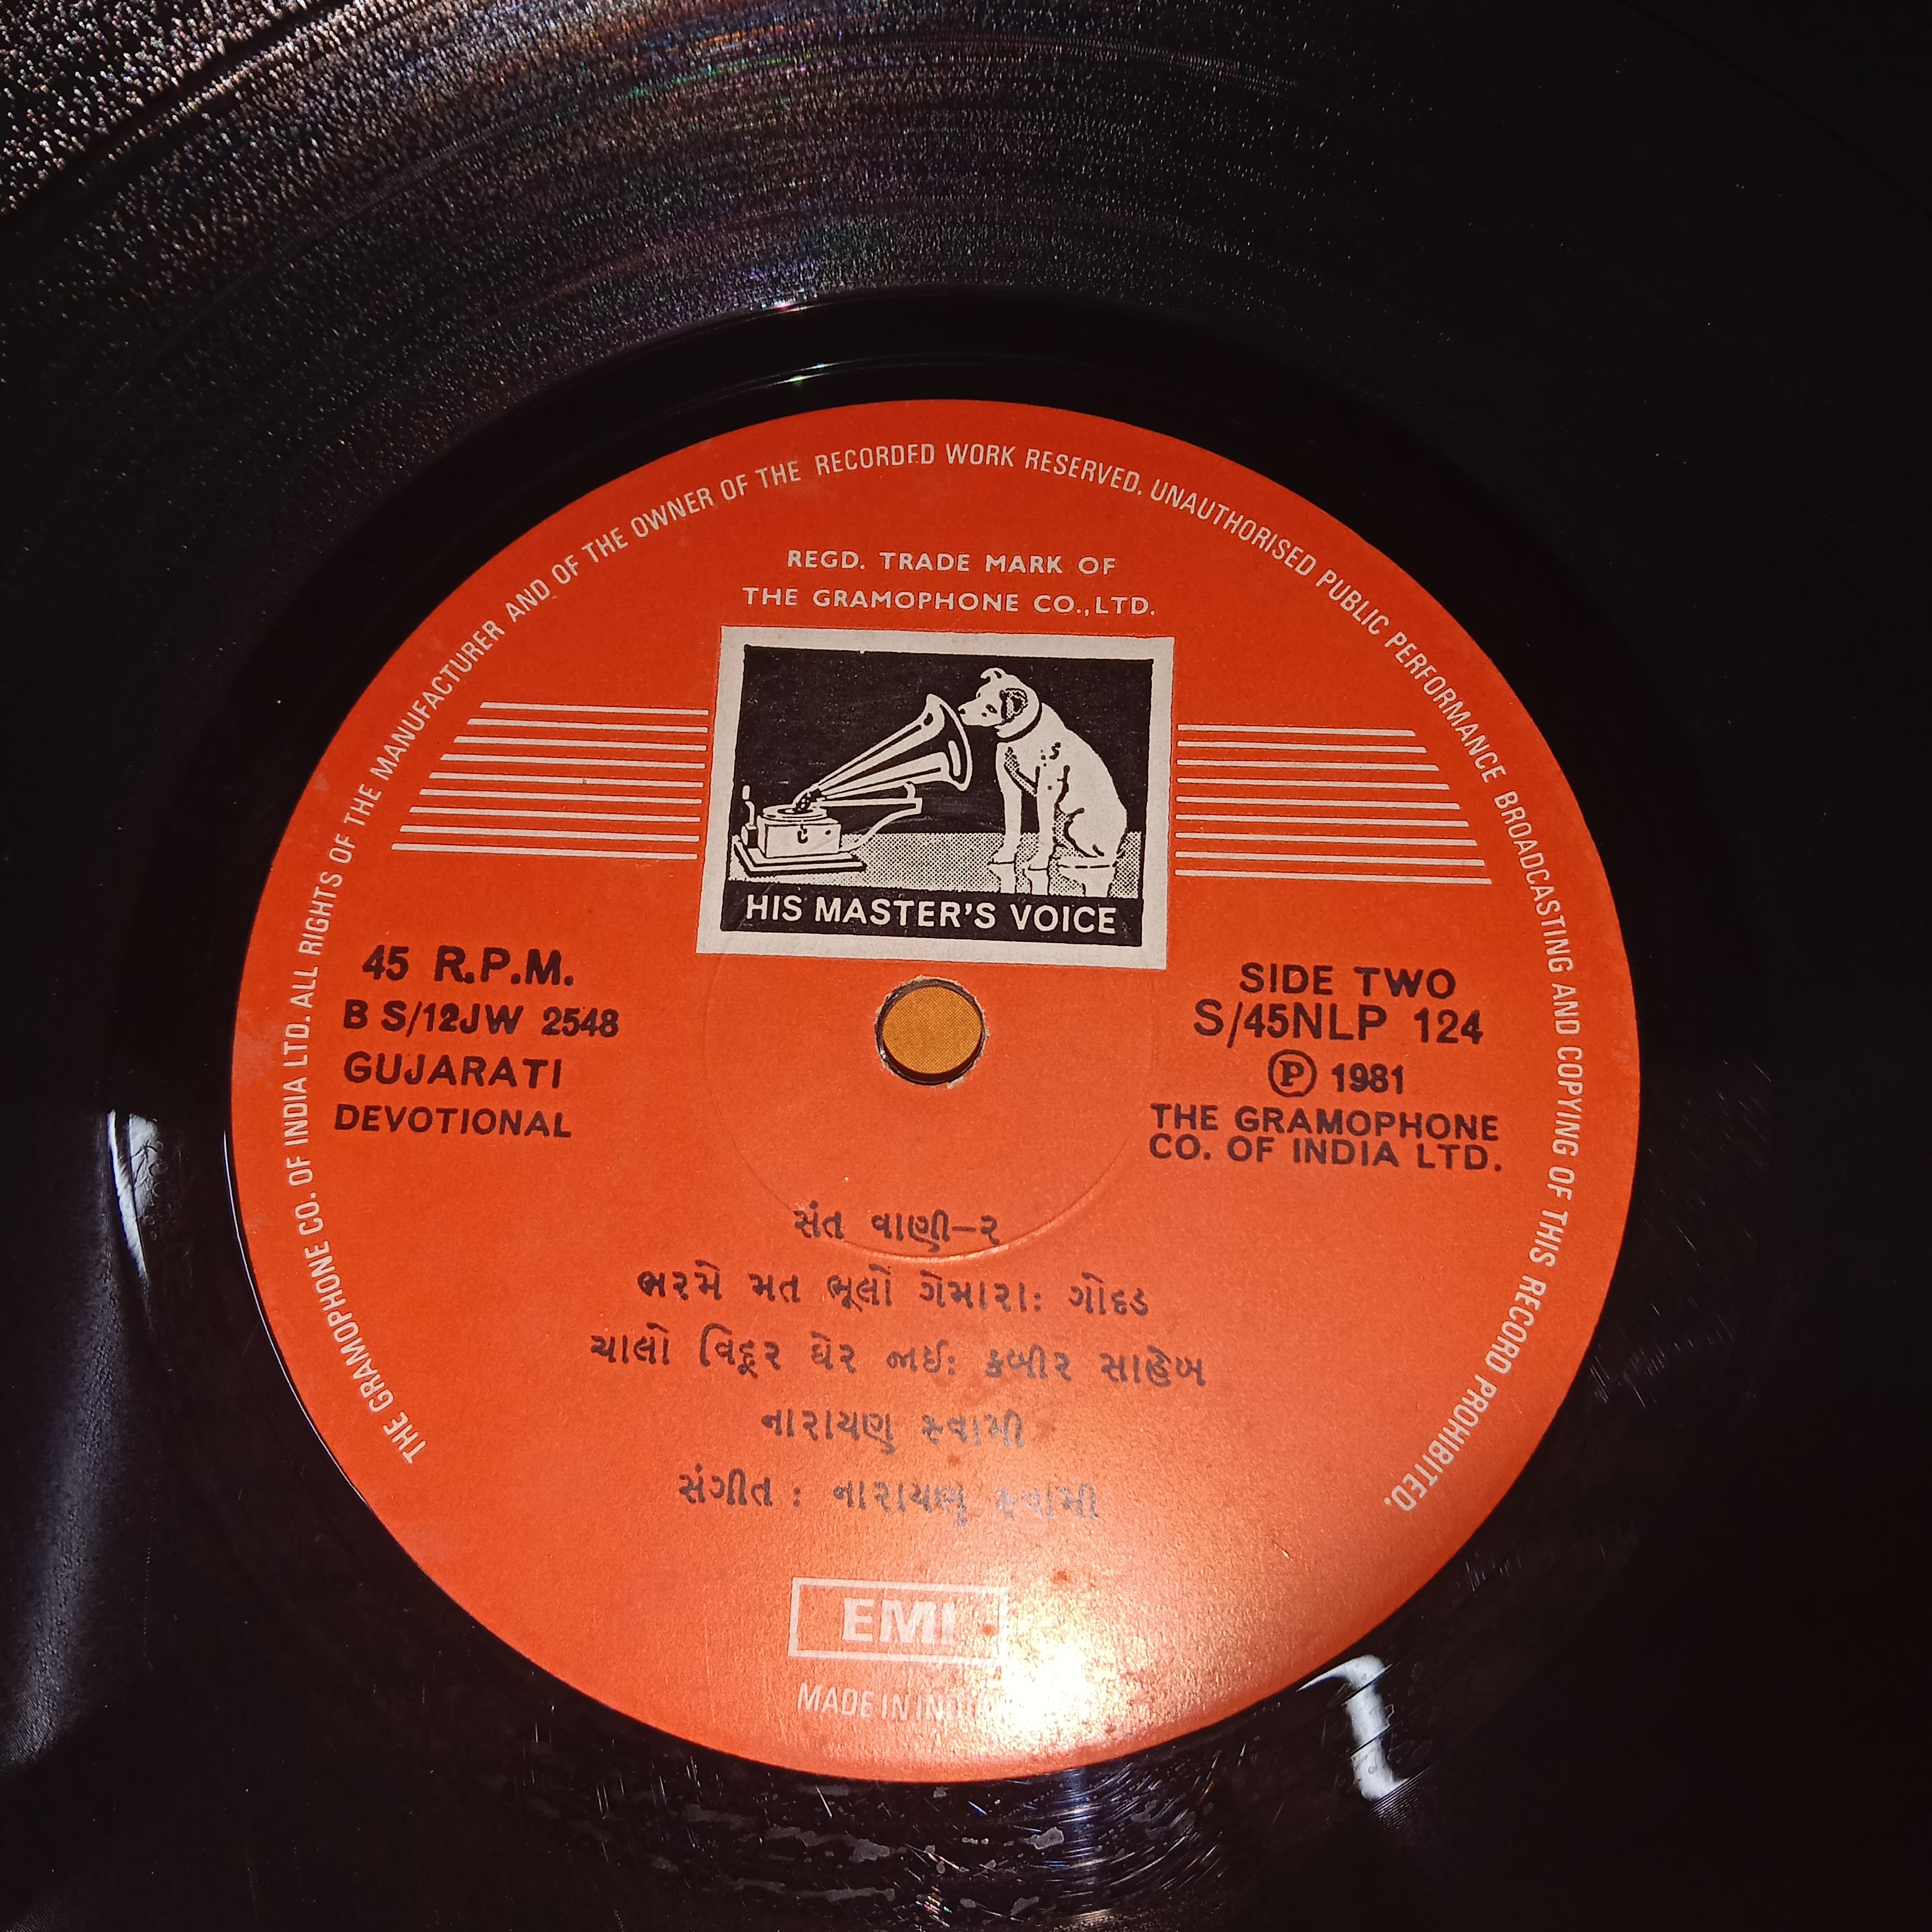 THE GRAMOPHONE CO. OF INDIA LTD. ALL RIGHTS OF THE MANUFACTURER AND OF THE OWNER OF THE RECORDED WORK RESERVED. UNAUTHORISED PUBLIC PERFORMANCE BROADCASTING AND COPYING OF THIS RECORD PROHIBITED.
REGD. TRADE MARK OF
THE GRAMOPHONE CO., LTD.
HIS MASTER'S VOICE
45 R.P.M.
B S/12JW 2548
GUJARATI
DEVOTIONAL
SIDE TWO
S/45NLP 124
Ⓟ 1981
THE GRAMOPHONE
CO. OF INDIA LTD.
સંત વાણી–૨
ભરમે મત ભૂલો ગેમારા: ગોદડ
ચાલો વિદૂર ઘેર જાઈ: કબીર સાહેબ
નારાયણ સ્વામી
સંગીત : નારાયણ સ્વામી
EMI
MADE IN INDIA